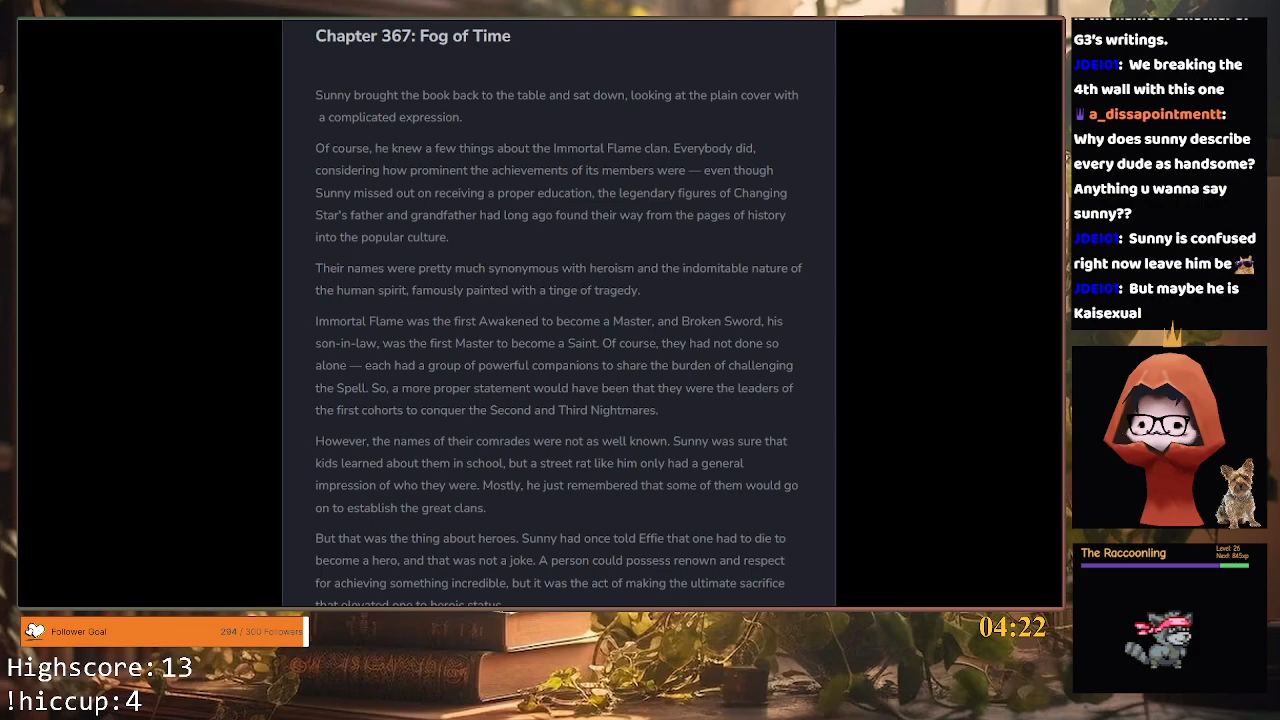 Chapter 367: Fog of Time
Sunny brought the book back to the table and sat down, looking at the plain cover with
a complicated expression.
Of course, he knew a few things about the Immortal Flame clan. Everybody did,
considering how prominent the achievements of its members were — even though
Sunny missed out on receiving a proper education, the legendary figures of Changing
Star's father and grandfather had long ago found their way from the pages of history
into the popular culture.
Their names were pretty much synonymous with heroism and the indomitable nature of
the human spirit, famously painted with a tinge of tragedy.
Immortal Flame was the first Awakened to become a Master, and Broken Sword, his
son-in-law, was the first Master to become a Saint. Of course, they had not done so
alone — each had a group of powerful companions to share the burden of challenging
the Spell. So, a more proper statement would have been that they were the leaders of
the first cohorts to conquer the Second and Third Nightmares.
However, the names of their comrades were not as well known. Sunny was sure that
kids learned about them in school, but a street rat like him only had a general
impression of who they were. Mostly, he just remembered that some of them would go
on to establish the great clans.
But that was the thing about heroes. Sunny had once told Effie that one had to die to
become a hero, and that was not a joke. A person could possess renown and respect
for achieving something incredible, but it was the act of making the ultimate sacrifice
that elevated one to heroic status.
G3's writings.
JDEI01: We breaking the
4th wall with this one
a_dissapointmentt:
Why does sunny describe
every dude as handsome?
Anything u wanna say
sunny??
JDEI01: Sunny is confused
right now leave him be
JDEI01: But maybe he is
Kaisexual
The Raccoonling
Level: 26
Next: 845xp
Follower Goal
294 / 300 Followers
04:22
Highscore:13
!hiccup:4